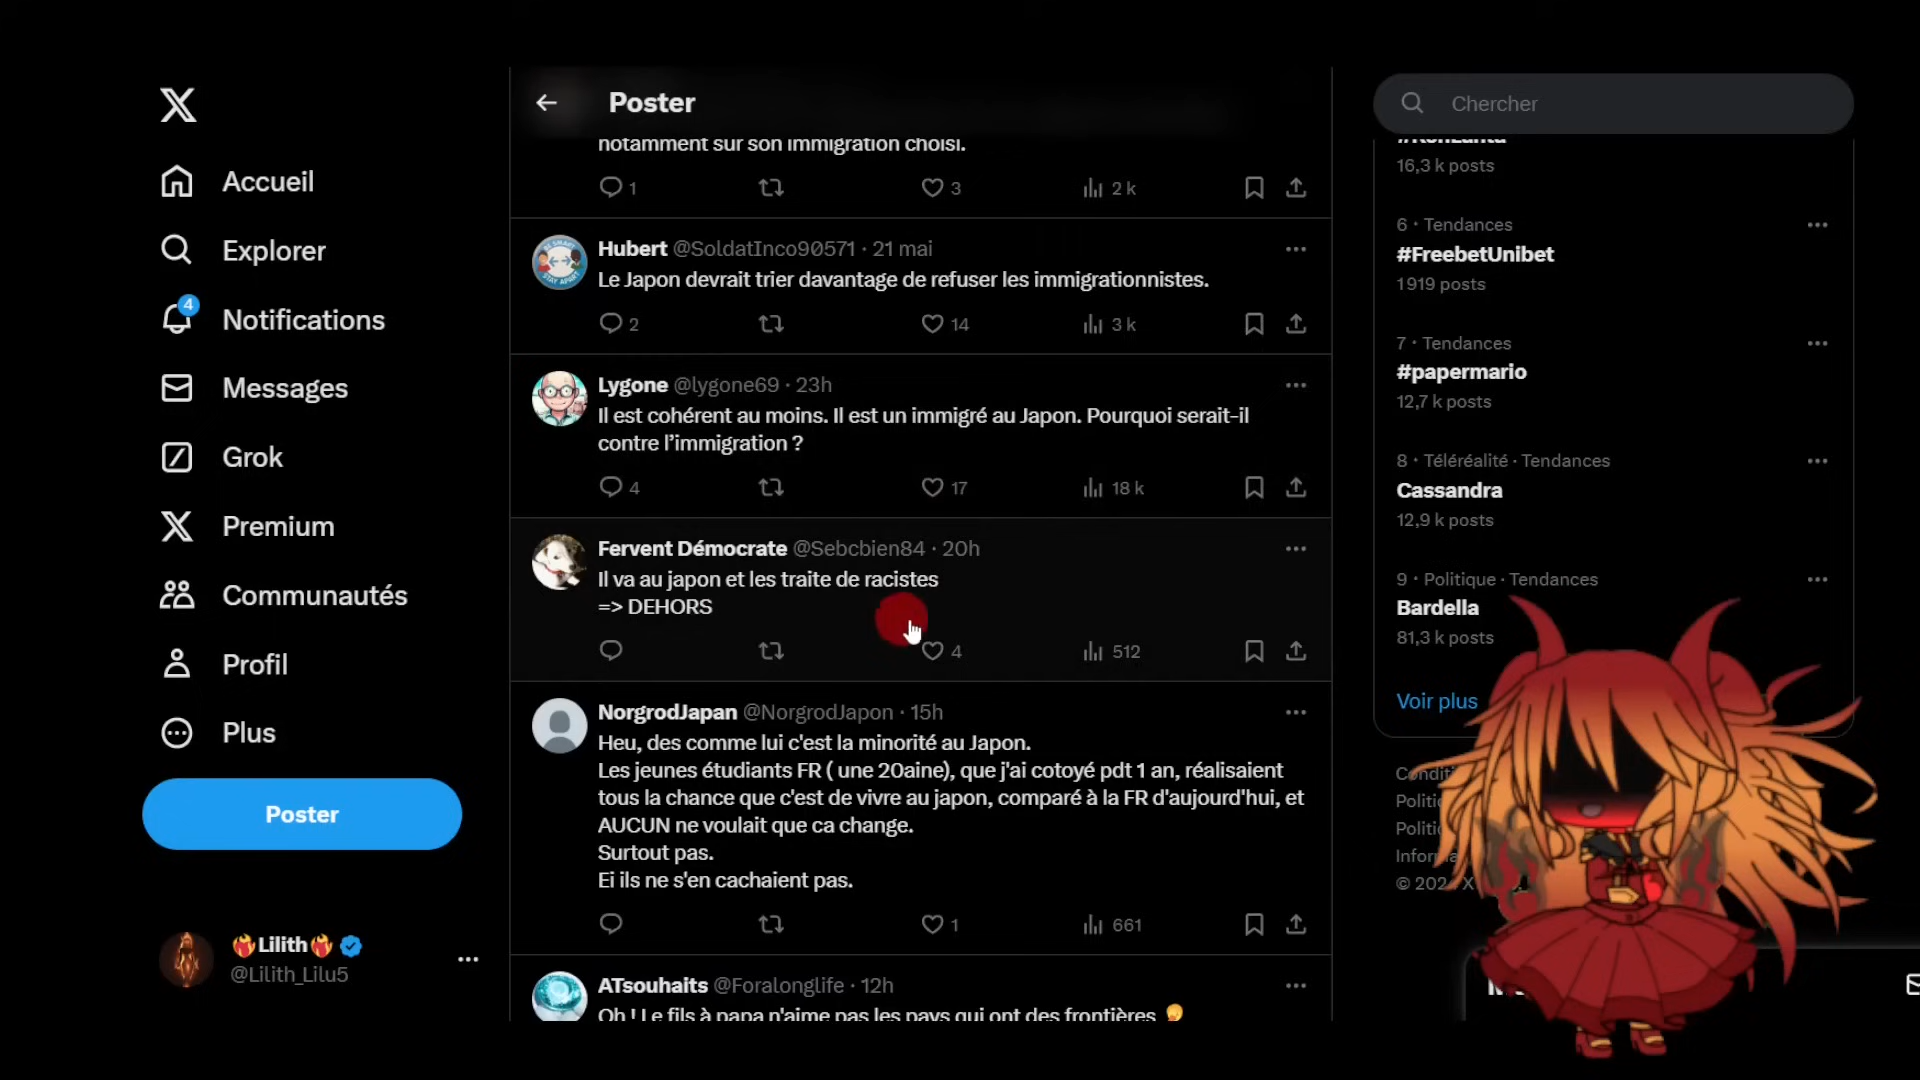 Poster
Chercher
notamment sur son immigration choisi.
1
3
2 k
Hubert @SoldatInco90571 · 21 mai
Le Japon devrait trier davantage de refuser les immigrationnistes.
2
14
3 k
Lygone @lygone69 · 23h
Il est cohérent au moins. Il est un immigré au Japon. Pourquoi serait-il
contre l'immigration ?
4
17
18 k
Fervent Démocrate @Sebcbien84 · 20h
Il va au japon et les traite de racistes
=> DEHORS
4
512
NorgrodJapan @NorgrodJapon · 15h
Heu, des comme lui c'est la minorité au Japon.
Les jeunes étudiants FR ( une 20aine), que j'ai cotoyé pdt 1 an, réalisaient
tous la chance que c'est de vivre au japon, comparé à la FR d'aujourd'hui, et
AUCUN ne voulait que ca change.
Surtout pas.
Ei ils ne s'en cachaient pas.
1
661
ATsouhaits @Foralonglife · 12h
Oh ! Le fils à papa n'aime pas les pays qui ont des frontières
Accueil
Explorer
4
Notifications
Messages
Grok
Premium
Communautés
Profil
Plus
Poster
Lilith
@Lilith_Lilu5
16,3 k posts
6 · Tendances
#FreebetUnibet
1 919 posts
7 · Tendances
#papermario
12,7 k posts
8 · Téléréalité · Tendances
Cassandra
12,9 k posts
9 · Politique · Tendances
Bardella
81,3 k posts
Voir plus